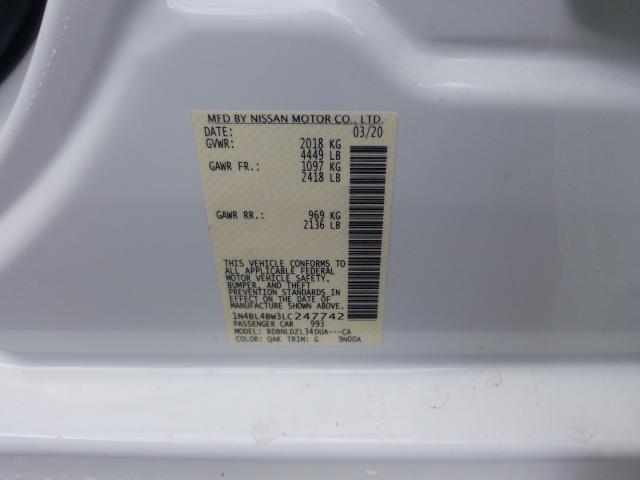 MFD BY NISSAN MOTOR CO., LTD.
DATE: 03/20
GVWR: 2018 KG
4449 LB
GAWR FR.: 1097 KG
2418 LB
GAWR RR.: 969 KG
2136 LB
THIS VEHICLE CONFORMS TO
ALL APPLICABLE FEDERAL
MOTOR VEHICLE SAFETY,
BUMPER, AND THEFT
PREVENTION STANDARDS IN
EFFECT ON THE DATE OF
MANUFACTURE SHOWN ABOVE.
1N4BL4BW3LC247742
PASSENGER CAR 993
MODEL: BDBNLDZL34DUA---CA
COLOR: QAK TRIM: G 9N00A